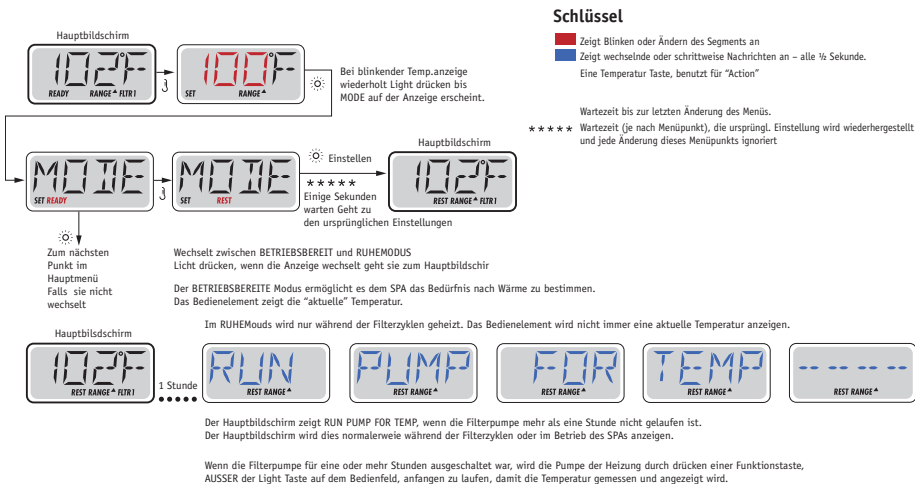 Schlüssel
Zeigt Blinken oder Ändern des Segments an
Zeigt wechselnde oder schrittweise Nachrichten an – alle ½ Sekunde.
Eine Temperatur Taste, benutzt für “Action”
Wartezeit bis zur letzten Änderung des Menüs.
***** Wartezeit (je nach Menüpunkt), die ursprüngl. Einstellung wird wiederhergestellt
und jede Änderung dieses Menüpunkts ignoriert
Hauptbildschirm
102°F
READY RANGE FLTR1
100°F
SET RANGE
Bei blinkender Temp.anzeige
wiederholt Light drücken bis
MODE auf der Anzeige erscheint.
MODE
SET READY
MODE
SET REST
Einstellen
*****
Einige Sekunden
warten Geht zu
den ursprünglichen Einstellungen
Hauptbildschirm
102°F
REST RANGE FLTR1
Zum nächsten
Punkt im
Hauptmenü
Falls sie nicht
wechselt
Wechselt zwischen BETRIEBSBEREIT und RUHEMODUS
Licht drücken, wenn die Anzeige wechselt geht sie zum Hauptbildschir
Der BETRIEBSBEREITE Modus ermöglicht es dem SPA das Bedürfnis nach Wärme zu bestimmen.
Das Bedienelement zeigt die “aktuelle” Temperatur.
Im RUHEMouds wird nur während der Filterzyklen geheizt. Das Bedienelement wird nicht immer eine aktuelle Temperatur anzeigen.
Hauptbilsdschirm
102°F
REST RANGE FLTR1
1 Stunde
RUN
REST RANGE
PUMP
REST RANGE
FOR
REST RANGE
TEMP
REST RANGE
-----
REST RANGE
Der Hauptbildschirm zeigt RUN PUMP FOR TEMP, wenn die Filterpumpe mehr als eine Stunde nicht gelaufen ist.
Der Hauptbildschirm wird dies normalerweie während der Filterzyklen oder im Betrieb des SPAs anzeigen.
Wenn die Filterpumpe für eine oder mehr Stunden ausgeschaltet war, wird die Pumpe der Heizung durch drücken einer Funktionstaste,
AUSSER der Light Taste auf dem Bedienfeld, anfangen zu laufen, damit die Temperatur gemessen und angezeigt wird.